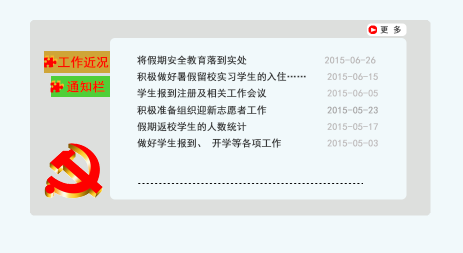 更 多
工作近况
通知栏
将假期安全教育落到实处 2015-06-26
积极做好暑假留校实习学生的入住…… 2015-06-15
学生报到注册及相关工作会议 2015-06-05
积极准备组织迎新志愿者工作 2015-05-23
假期返校学生的人数统计 2015-05-17
做好学生报到、 开学等各项工作 2015-05-03